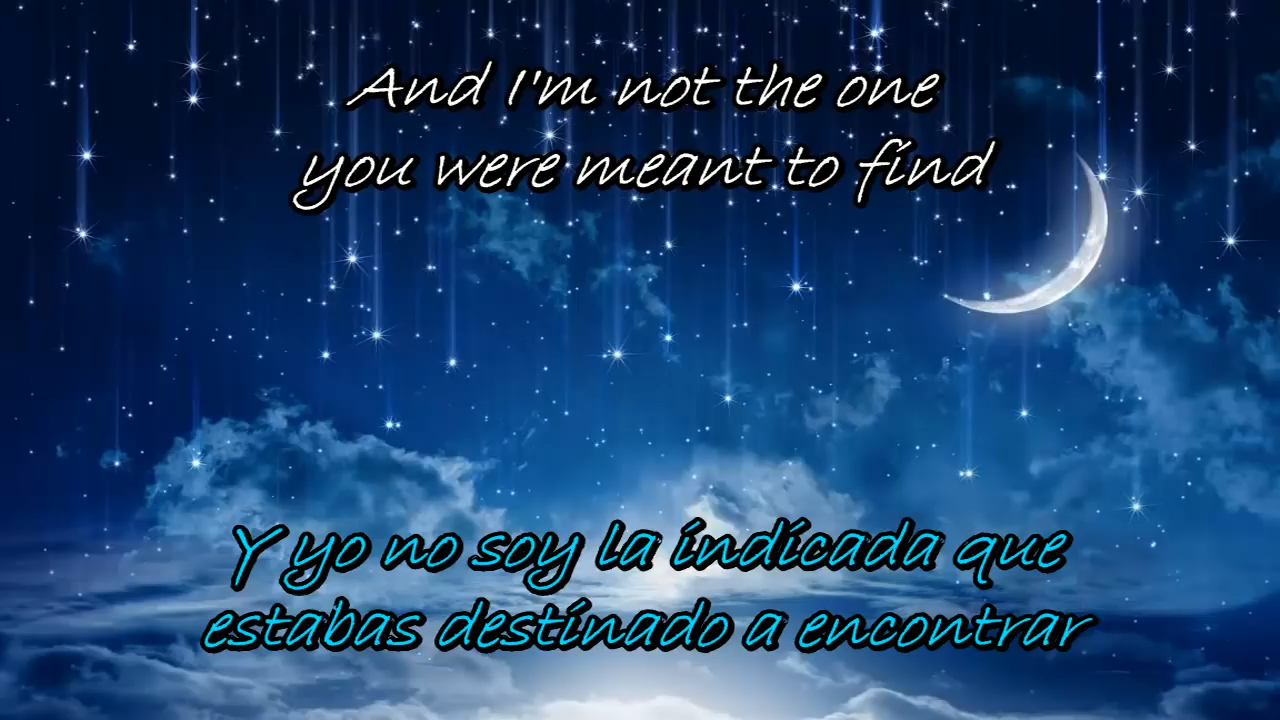 And I'm not the one
you were meant to find
Y yo no soy la indicada que
estabas destinado a encontrar